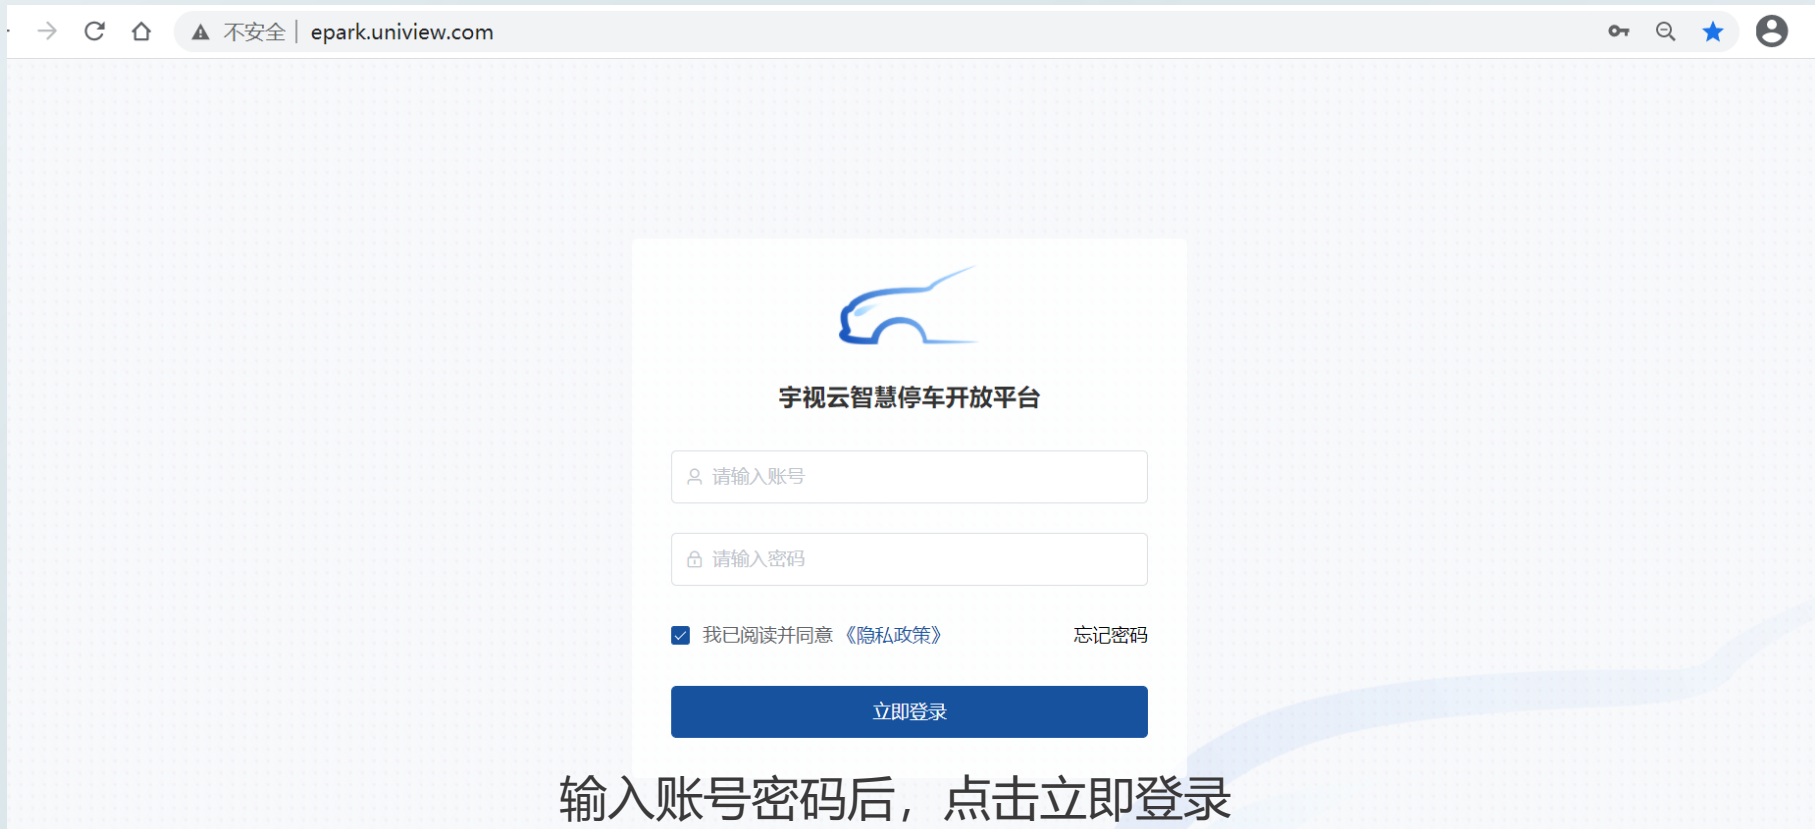 不安全 epark.uniview.com
宇视云智慧停车开放平台
请输入账号
请输入密码
我已阅读并同意《隐私政策》 忘记密码
立即登录
输入账号密码后，点击立即登录